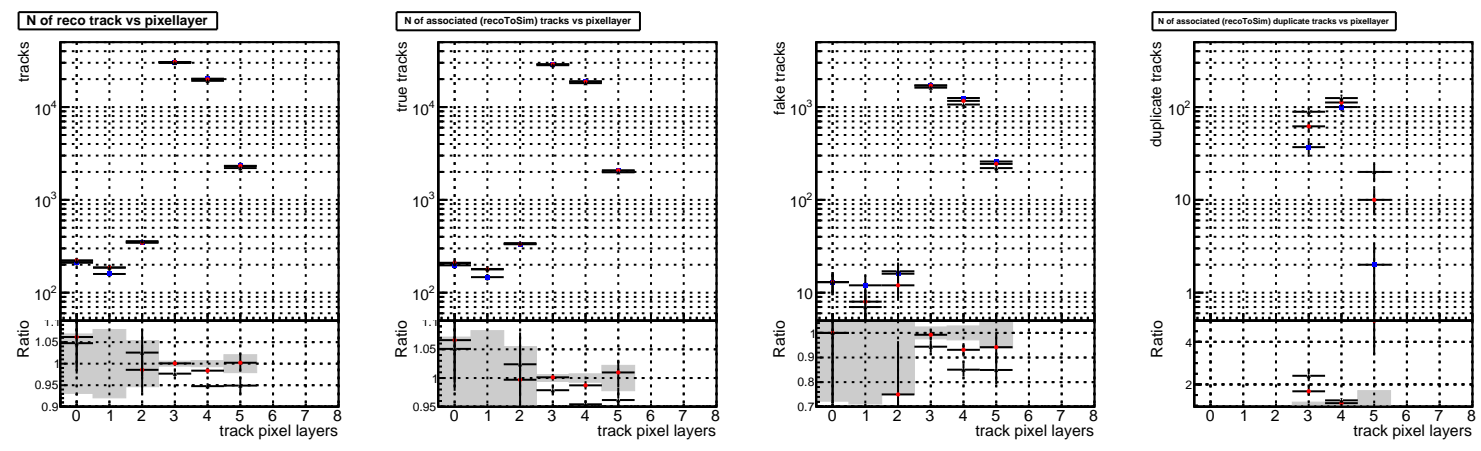 N of reco track vs pixellayer
tracks
10^4
10^3
10^2
Ratio
1.1
1.05
1
0.95
0.9
0 1 2 3 4 5 6 7 8
track pixel layers
N of associated (recoToSim) tracks vs pixellayer
true tracks
10^4
10^3
10^2
Ratio
1.1
1.05
1
0.95
0 1 2 3 4 5 6 7 8
track pixel layers
fake tracks
10^3
10^2
10
Ratio
1
0.9
0.8
0.7
0 1 2 3 4 5 6 7 8
track pixel layers
N of associated (recoToSim) duplicate tracks vs pixellayer
duplicate tracks
10^2
10
1
Ratio
4
2
0 1 2 3 4 5 6 7 8
track pixel layers